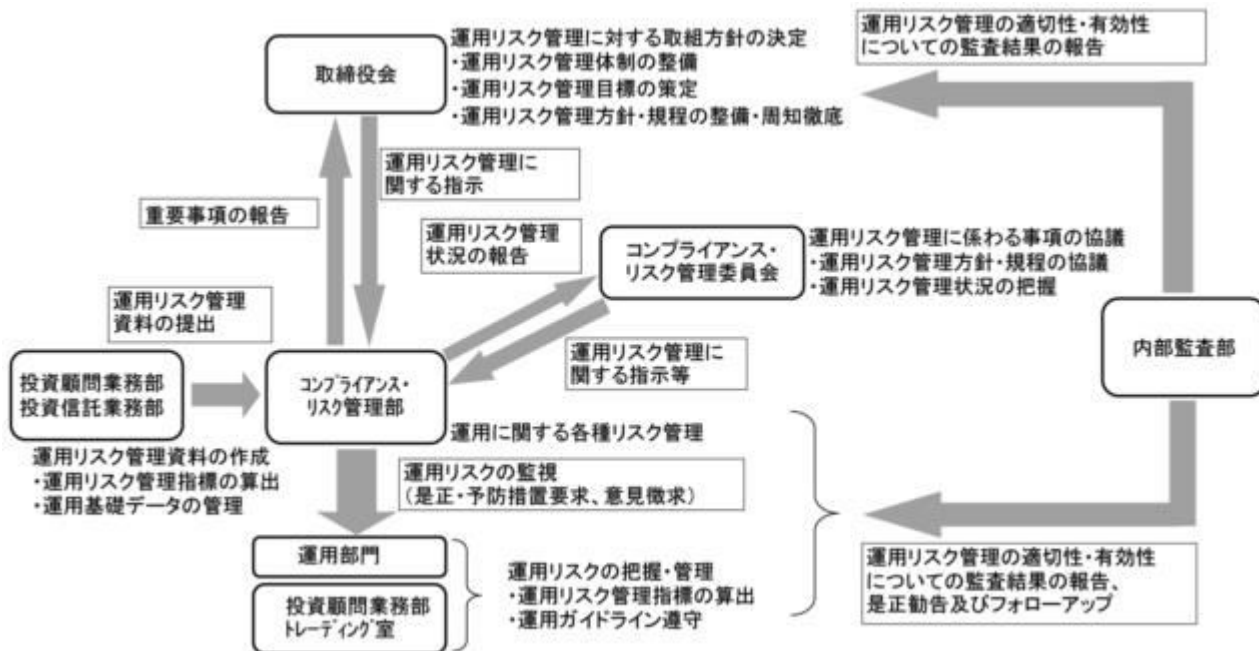 取締役会
運用リスク管理に対する取組方針の決定
・運用リスク管理体制の整備
・運用リスク管理目標の策定
・運用リスク管理方針・規程の整備・周知徹底
運用リスク管理の適切性・有効性
についての監査結果の報告
運用リスク管理に
関する指示
重要事項の報告
運用リスク管理
状況の報告
コンプライアンス・
リスク管理委員会
運用リスク管理に係わる事項の協議
・運用リスク管理方針・規程の協議
・運用リスク管理状況の把握
運用リスク管理
資料の提出
運用リスク管理に
関する指示等
内部監査部
投資顧問業務部
投資信託業務部
コンプライアンス・
リスク管理部
運用に関する各種リスク管理
運用リスク管理資料の作成
・運用リスク管理指標の算出
・運用基礎データの管理
運用リスクの監視
(是正・予防措置要求、意見徴求)
運用部門
投資顧問業務部
トレーディング室
運用リスクの把握・管理
・運用リスク管理指標の算出
・運用ガイドライン遵守
運用リスク管理の適切性・有効性
についての監査結果の報告、
是正勧告及びフォローアップ